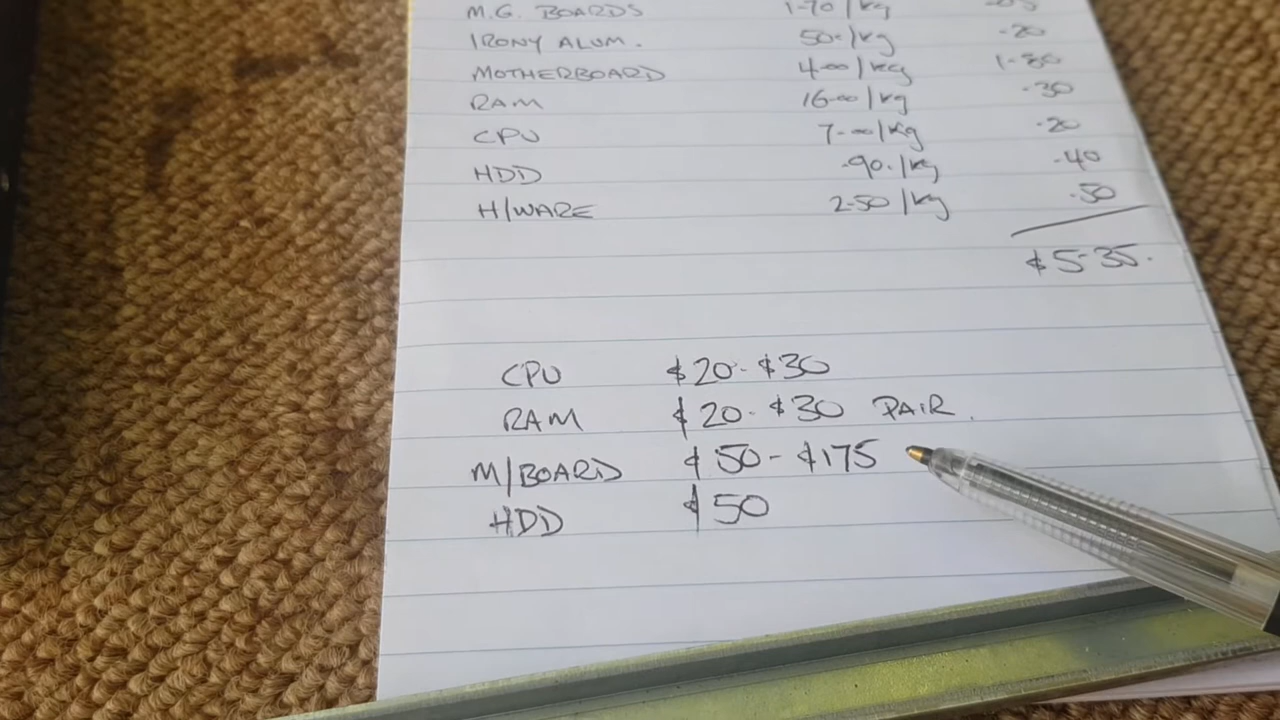 M.G. BOARDS 1-70/kg
IRONY ALUM. 50-/kg -20
MOTHERBOARD 4-00/kg 1-80
RAM 16-00/kg -30
CPU 7-00/kg -20
HDD -90-/kg -40
H/WARE 2-50/kg -50
$5-35-
CPU $20-$30
RAM $20-$30 PAIR.
M/BOARD $50-$175
HDD $50